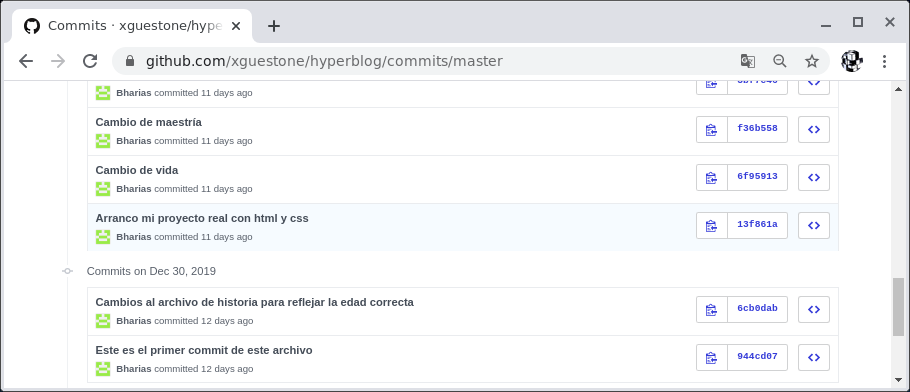 Commits · xguestone/hype
github.com/xguestone/hyperblog/commits/master
Bharias committed 11 days ago
Cambio de maestría
f36b558
Bharias committed 11 days ago
Cambio de vida
6f95913
Bharias committed 11 days ago
Arranco mi proyecto real con html y css
13f861a
Bharias committed 11 days ago
Commits on Dec 30, 2019
Cambios al archivo de historia para reflejar la edad correcta
6cb0dab
Bharias committed 12 days ago
Este es el primer commit de este archivo
944cd07
Bharias committed 12 days ago